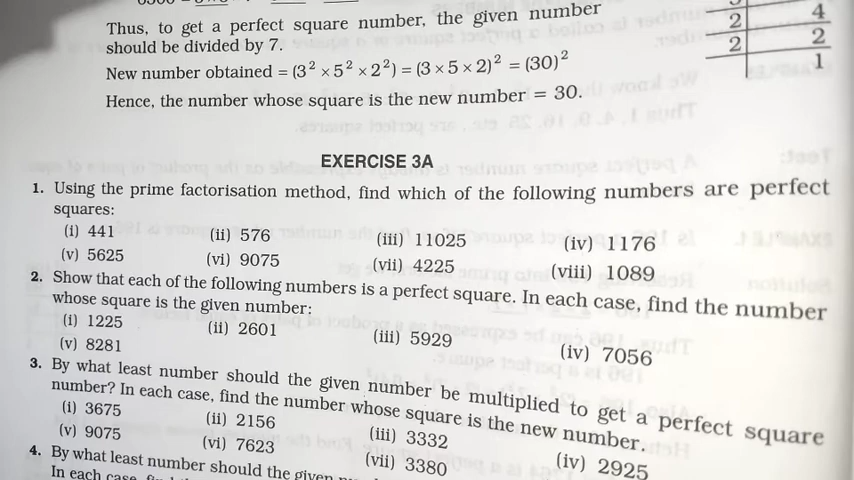 Thus, to get a perfect square number, the given number
should be divided by 7.
New number obtained = (3² × 5² × 2²) = (3 × 5 × 2)² = (30)²
Hence, the number whose square is the new number = 30.
2 4
2 2
1
EXERCISE 3A
1. Using the prime factorisation method, find which of the following numbers are perfect
squares:
(i) 441 (ii) 576 (iii) 11025 (iv) 1176
(v) 5625 (vi) 9075 (vii) 4225 (viii) 1089
2. Show that each of the following numbers is a perfect square. In each case, find the number
whose square is the given number:
(i) 1225 (ii) 2601 (iii) 5929 (iv) 7056
(v) 8281
3. By what least number should the given number be multiplied to get a perfect square
number? In each case, find the number whose square is the new number.
(i) 3675 (ii) 2156 (iii) 3332 (iv) 2925
(v) 9075 (vi) 7623 (vii) 3380
4. By what least number should the given
In each case,